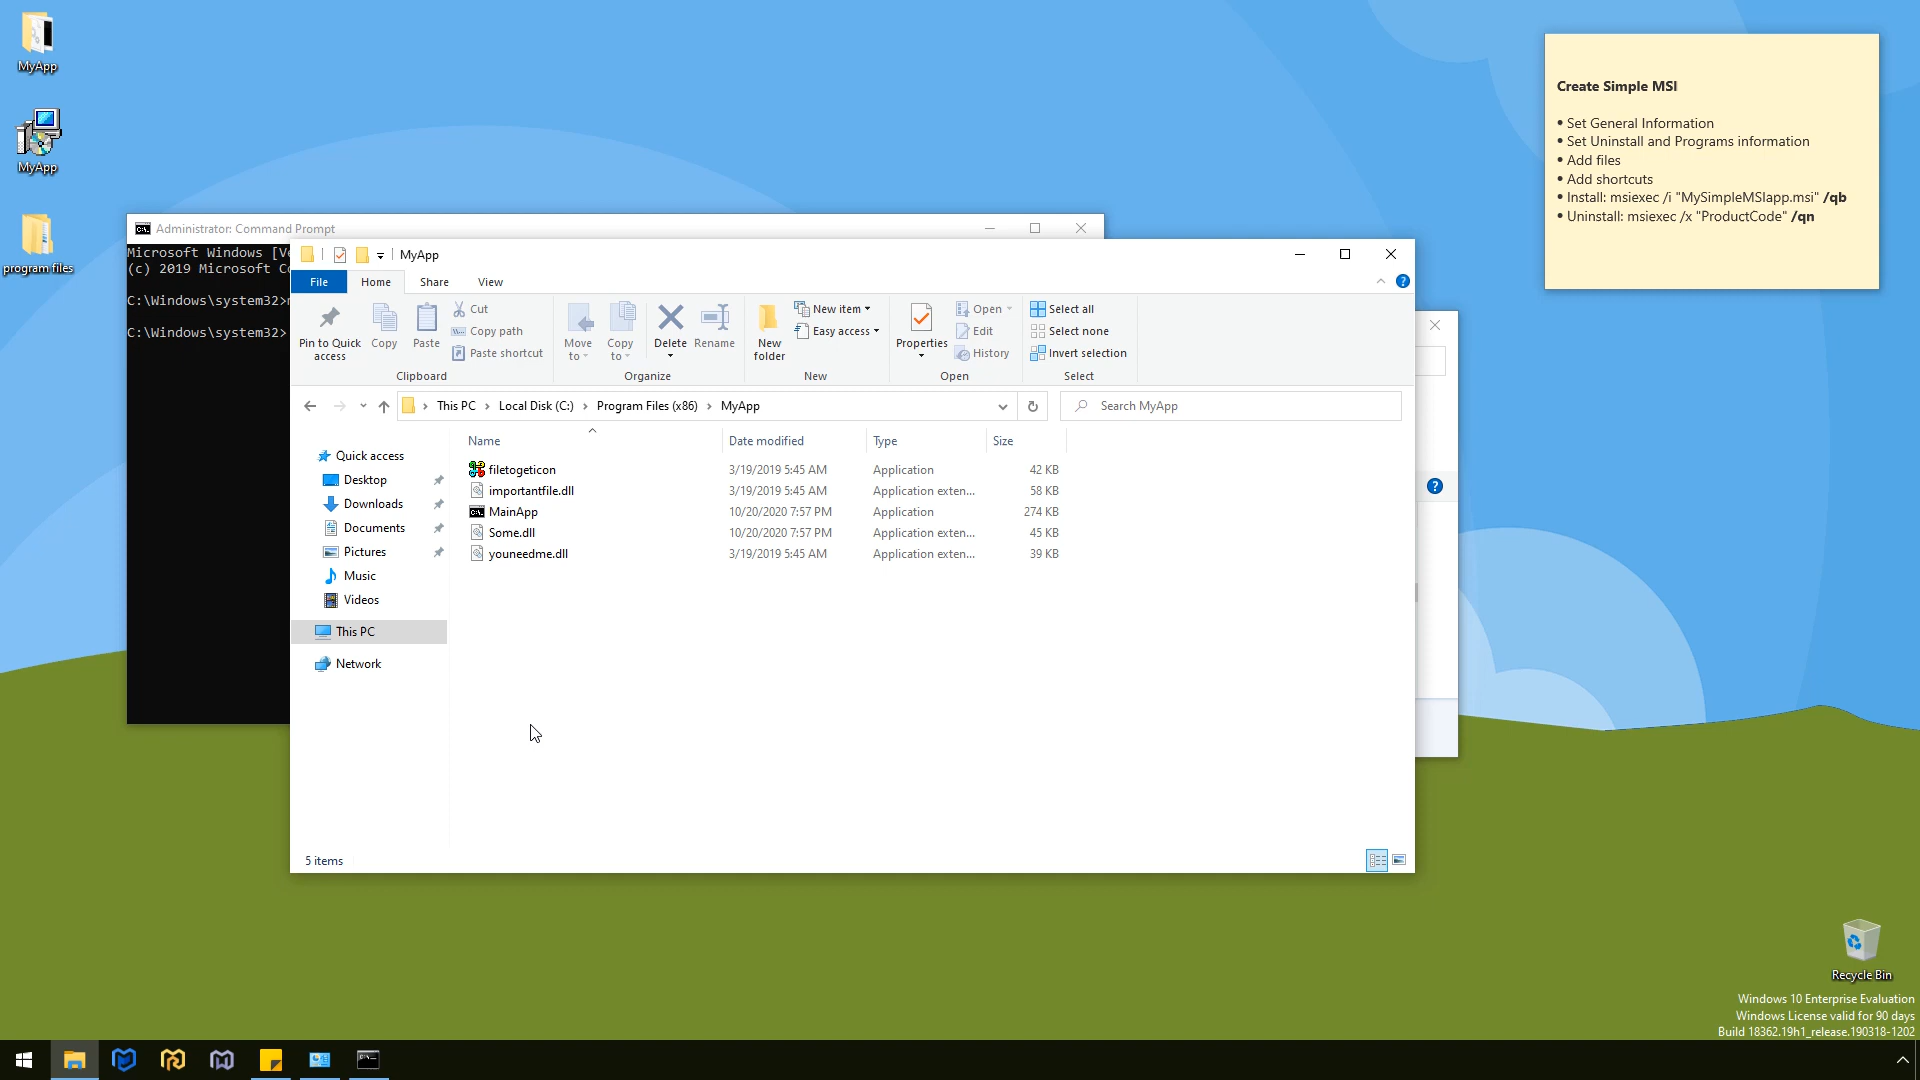 MyApp
MyApp
program files
Create Simple MSI
• Set General Information
• Set Uninstall and Programs information
• Add files
• Add shortcuts
• Install: msiexec /i "MySimpleMSIapp.msi" /qb
• Uninstall: msiexec /x "ProductCode" /qn
Administrator: Command Prompt
Microsoft Windows
(c) 2019 Microsoft
C:\Windows\system32>
C:\Windows\system32>
MyApp
File Home Share View
Pin to Quick access
Copy
Paste
Cut
Copy path
Paste shortcut
Clipboard
Move to
Copy to
Delete
Rename
Organize
New folder
New item
Easy access
New
Properties
Open
Edit
History
Open
Select all
Select none
Invert selection
Select
This PC > Local Disk (C:) > Program Files (x86) > MyApp
Search MyApp
Quick access
Desktop
Downloads
Documents
Pictures
Music
Videos
This PC
Network
Name Date modified Type Size
filetogeticon 3/19/2019 5:45 AM Application 42 KB
importantfile.dll 3/19/2019 5:45 AM Application exten... 58 KB
MainApp 10/20/2020 7:57 PM Application 274 KB
Some.dll 10/20/2020 7:57 PM Application exten... 45 KB
youneedme.dll 3/19/2019 5:45 AM Application exten... 39 KB
5 items
Recycle Bin
Windows 10 Enterprise Evaluation
Windows License valid for 90 days
Build 18362.19h1_release.190318-1202